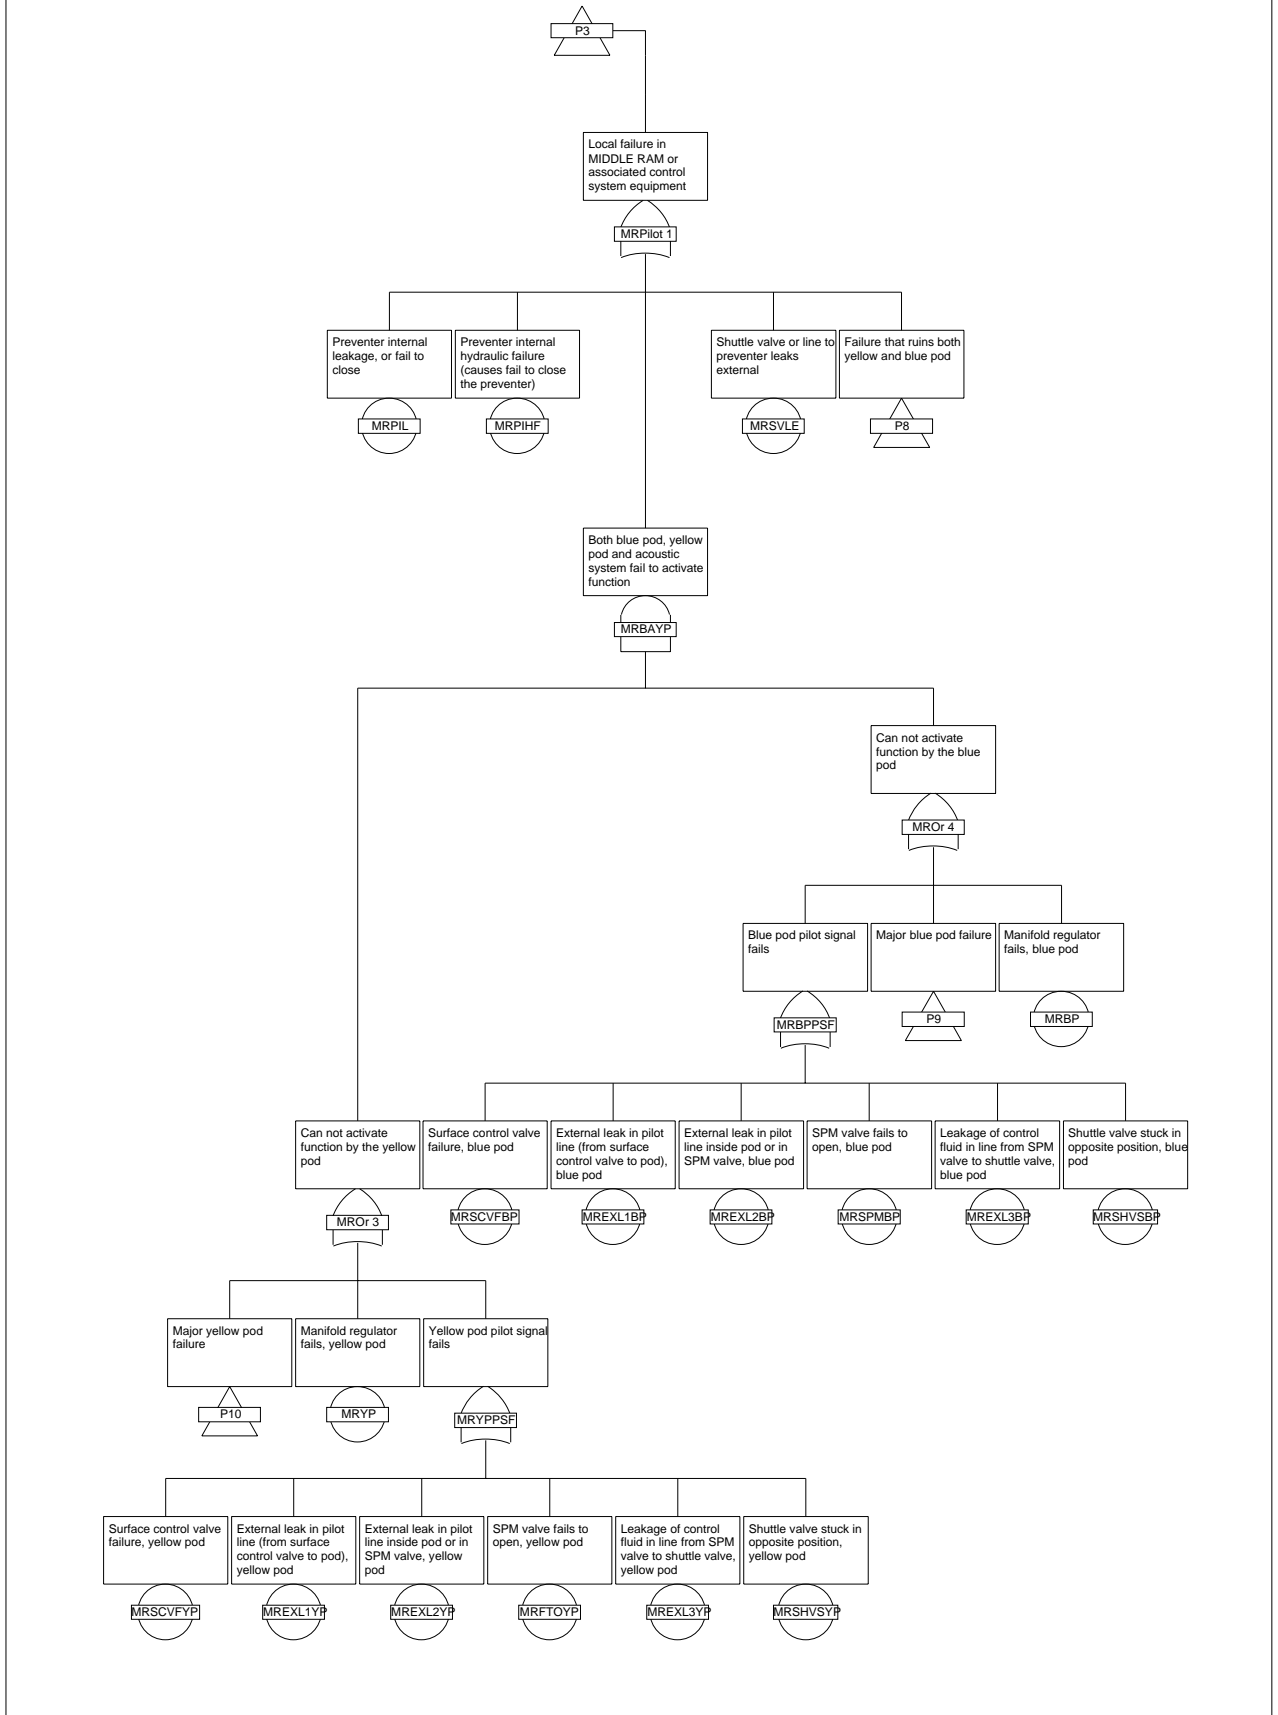 P3
Local failure in
MIDDLE RAM or
associated control
system equipment
MRPilot 1
Preventer internal
leakage, or fail to
close
MRPIL
Preventer internal
hydraulic failure
(causes fail to close
the preventer)
MRPIHF
Shuttle valve or line to
preventer leaks
external
MRSVLE
Failure that ruins both
yellow and blue pod
P8
Both blue pod, yellow
pod and acoustic
system fail to activate
function
MRBAYP
Can not activate
function by the blue
pod
MROr 4
Blue pod pilot signal
fails
MRBPPSF
Major blue pod failure
P9
Manifold regulator
fails, blue pod
MRBP
Can not activate
function by the yellow
pod
MROr 3
Surface control valve
failure, blue pod
MRSCVFBP
External leak in pilot
line (from surface
control valve to pod),
blue pod
MREXL1BP
External leak in pilot
line inside pod or in
SPM valve, blue pod
MREXL2BP
SPM valve fails to
open, blue pod
MRSPMBP
Leakage of control
fluid in line from SPM
valve to shuttle valve,
blue pod
MREXL3BP
Shuttle valve stuck in
opposite position, blue
pod
MRSHVSBP
Major yellow pod
failure
P10
Manifold regulator
fails, yellow pod
MRYP
Yellow pod pilot signal
fails
MRYPPSF
Surface control valve
failure, yellow pod
MRSCVFYP
External leak in pilot
line (from surface
control valve to pod),
yellow pod
MREXL1YP
External leak in pilot
line inside pod or in
SPM valve, yellow
pod
MREXL2YP
SPM valve fails to
open, yellow pod
MRFTOYP
Leakage of control
fluid in line from SPM
valve to shuttle valve,
yellow pod
MREXL3YP
Shuttle valve stuck in
opposite position,
yellow pod
MRSHVSYP